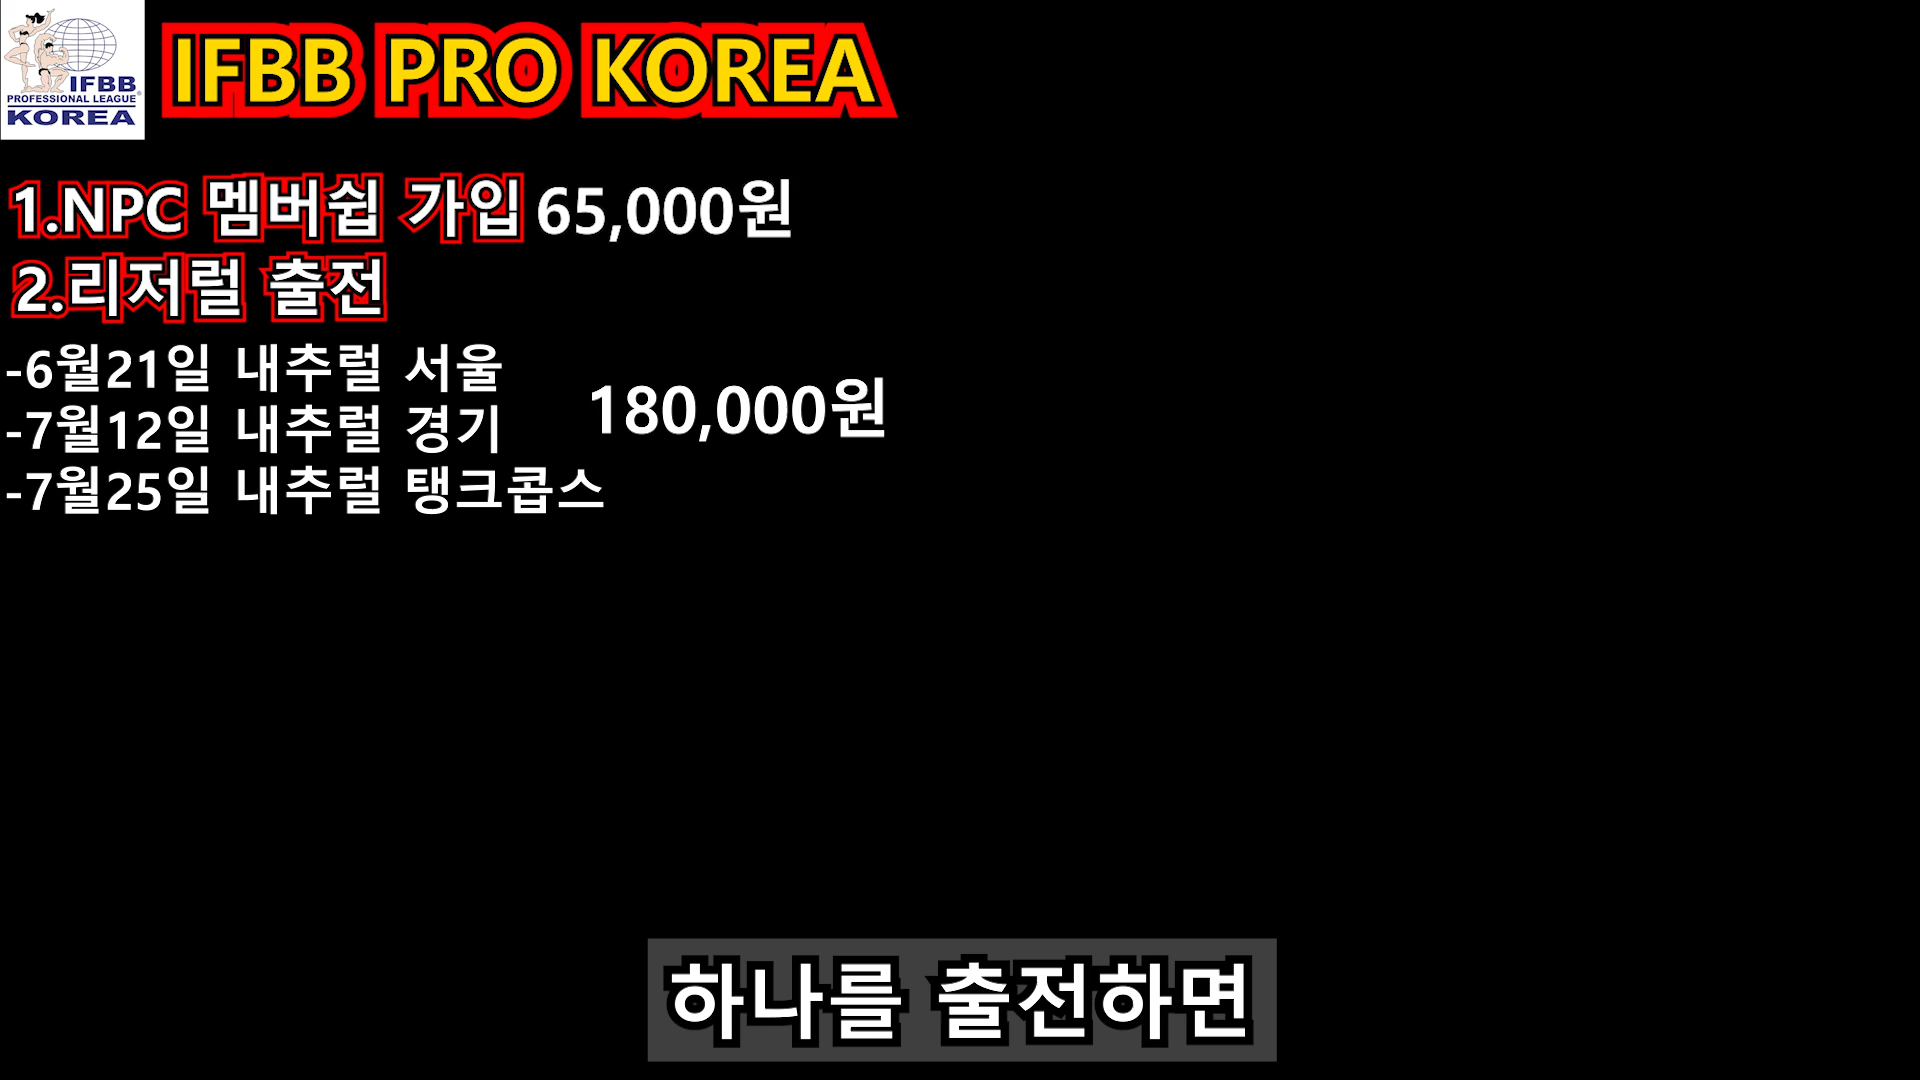 IFBB
PROFESSIONAL LEAGUE®
KOREA
IFBB PRO KOREA
1.NPC 멤버쉽 가입 65,000원
2.리저럴 출전
-6월21일 내추럴 서울
-7월12일 내추럴 경기
180,000원
-7월25일 내추럴 탱크콥스
하나를 출전하면